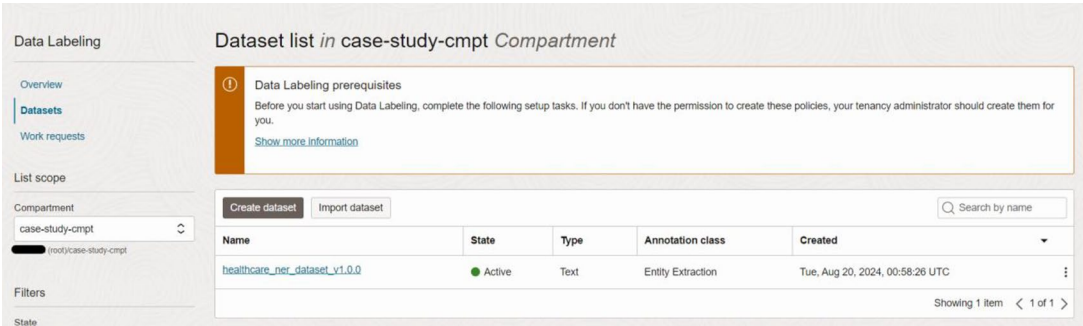 Data Labeling
Overview
Datasets
Work requests
List scope
Compartment
case-study-cmpt
(root)/case-study-cmpt
Filters
State
Dataset list in case-study-cmpt Compartment
Data Labeling prerequisites
Before you start using Data Labeling, complete the following setup tasks. If you don't have the permission to create these policies, your tenancy administrator should create them for
you.
Show more information
Create dataset Import dataset Search by name
Name State Type Annotation class Created
healthcare_ner_dataset_v1.0.0 Active Text Entity Extraction Tue, Aug 20, 2024, 00:58:26 UTC
Showing 1 item < 1 of 1 >